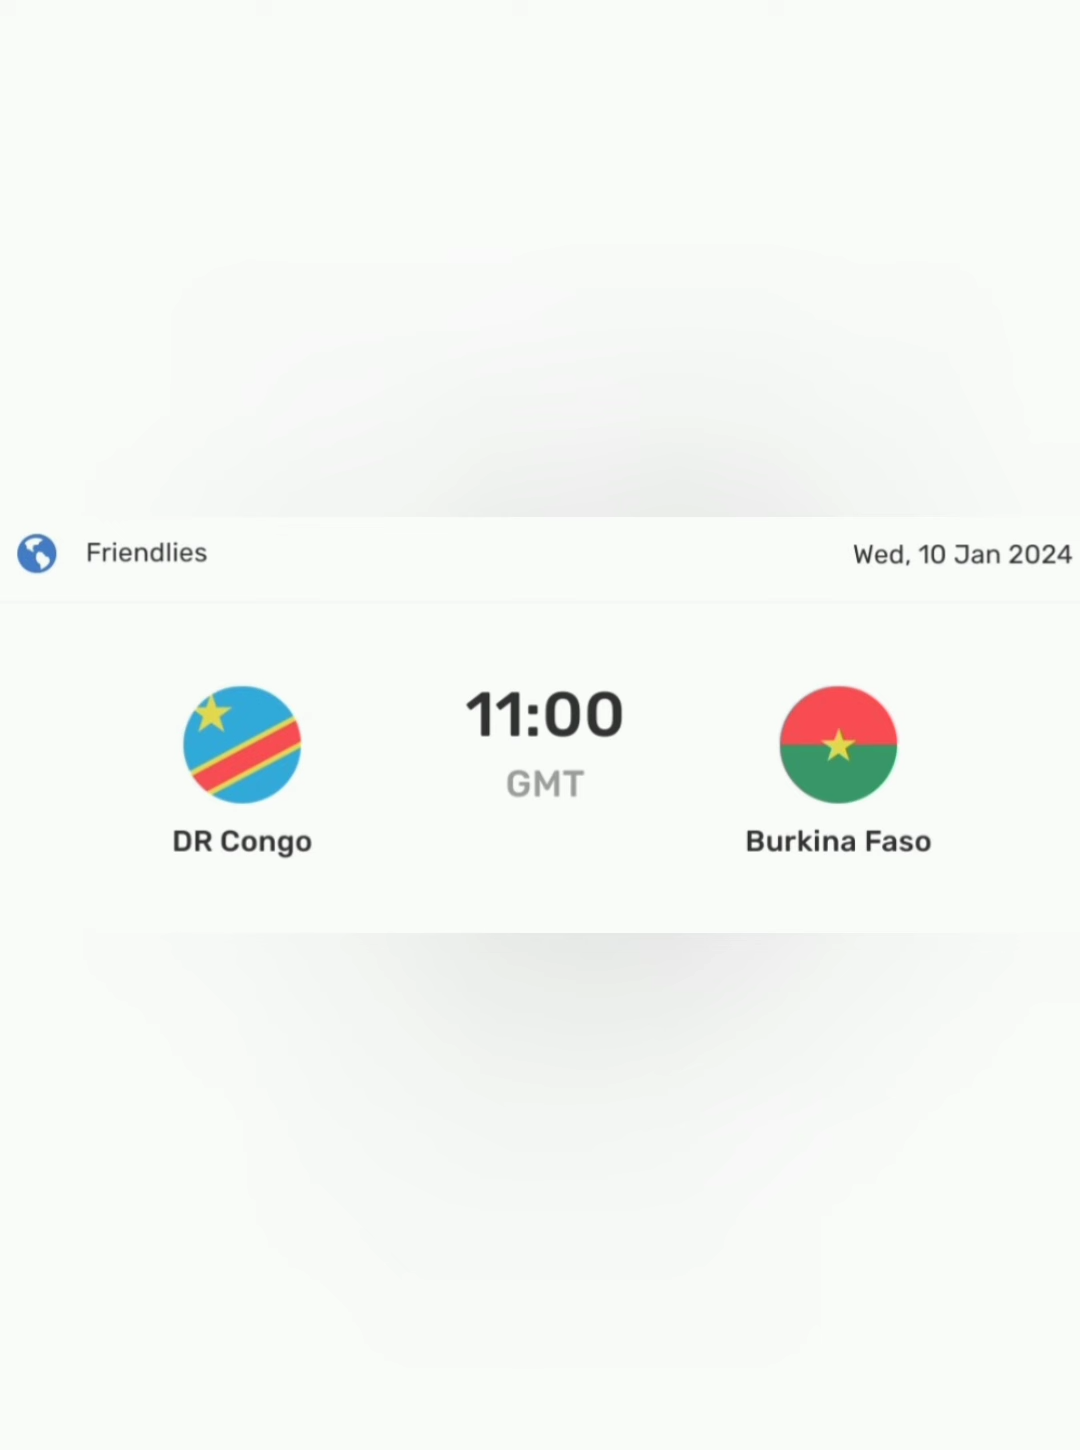 Friendlies
Wed, 10 Jan 2024
11:00
GMT
DR Congo
Burkina Faso